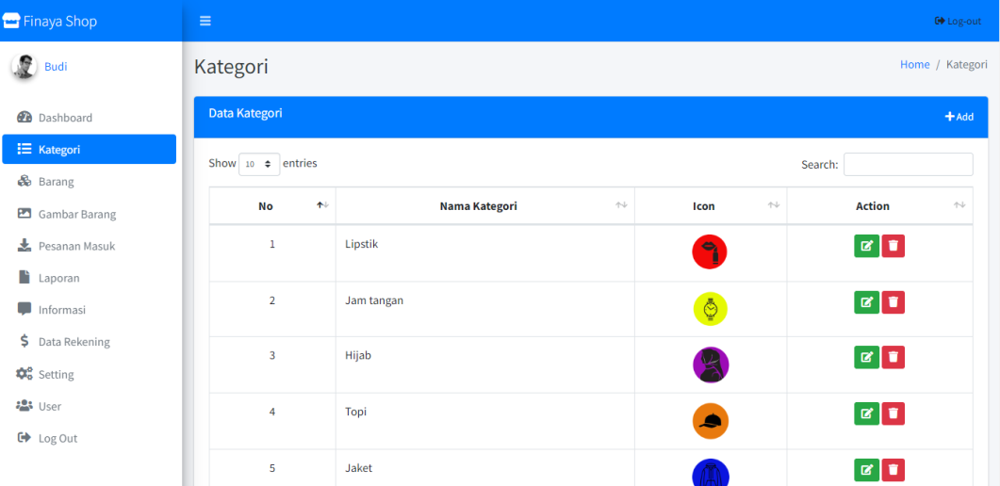 Finaya Shop
Log-out
Budi
Kategori
Home / Kategori
Dashboard
Kategori
Barang
Gambar Barang
Pesanan Masuk
Laporan
Informasi
Data Rekening
Setting
User
Log Out
Data Kategori
Add
Show 10 entries
Search:
No Nama Kategori Icon Action
1 Lipstik
2 Jam tangan
3 Hijab
4 Topi
5 Jaket